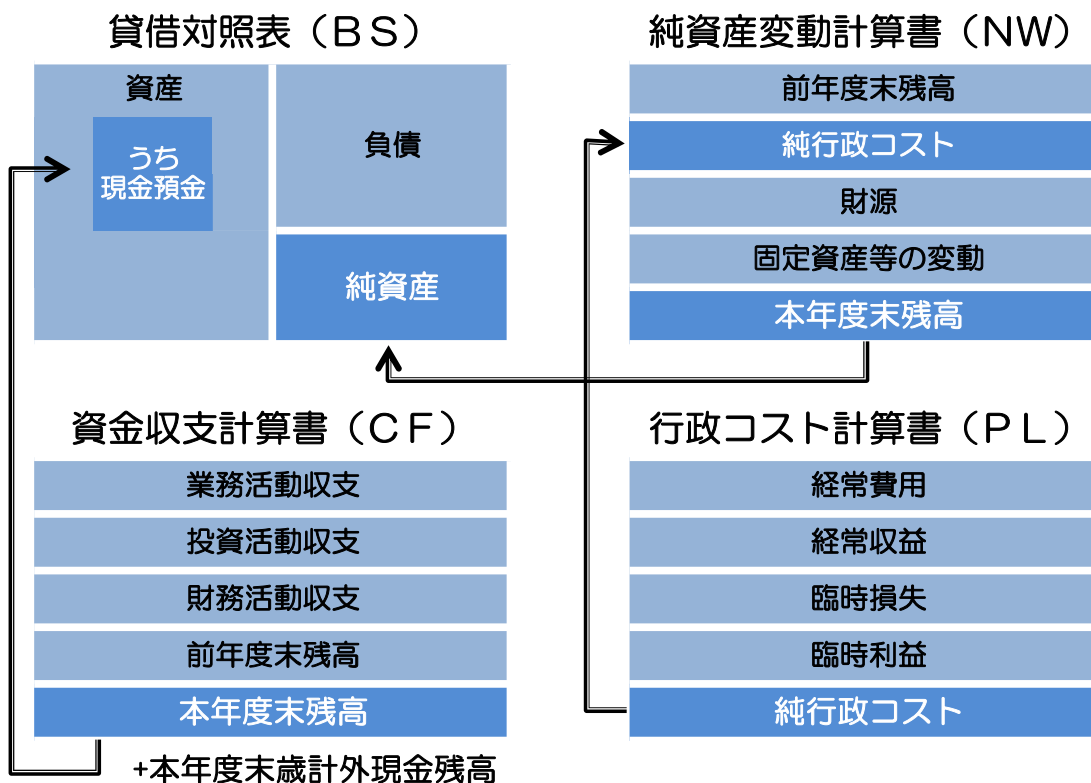 貸借対照表（ＢＳ）
資産
うち
現金預金
負債
純資産
純資産変動計算書（ＮＷ）
前年度末残高
純行政コスト
財源
固定資産等の変動
本年度末残高
資金収支計算書（ＣＦ）
業務活動収支
投資活動収支
財務活動収支
前年度末残高
本年度末残高
+本年度末歳計外現金残高
行政コスト計算書（ＰＬ）
経常費用
経常収益
臨時損失
臨時利益
純行政コスト